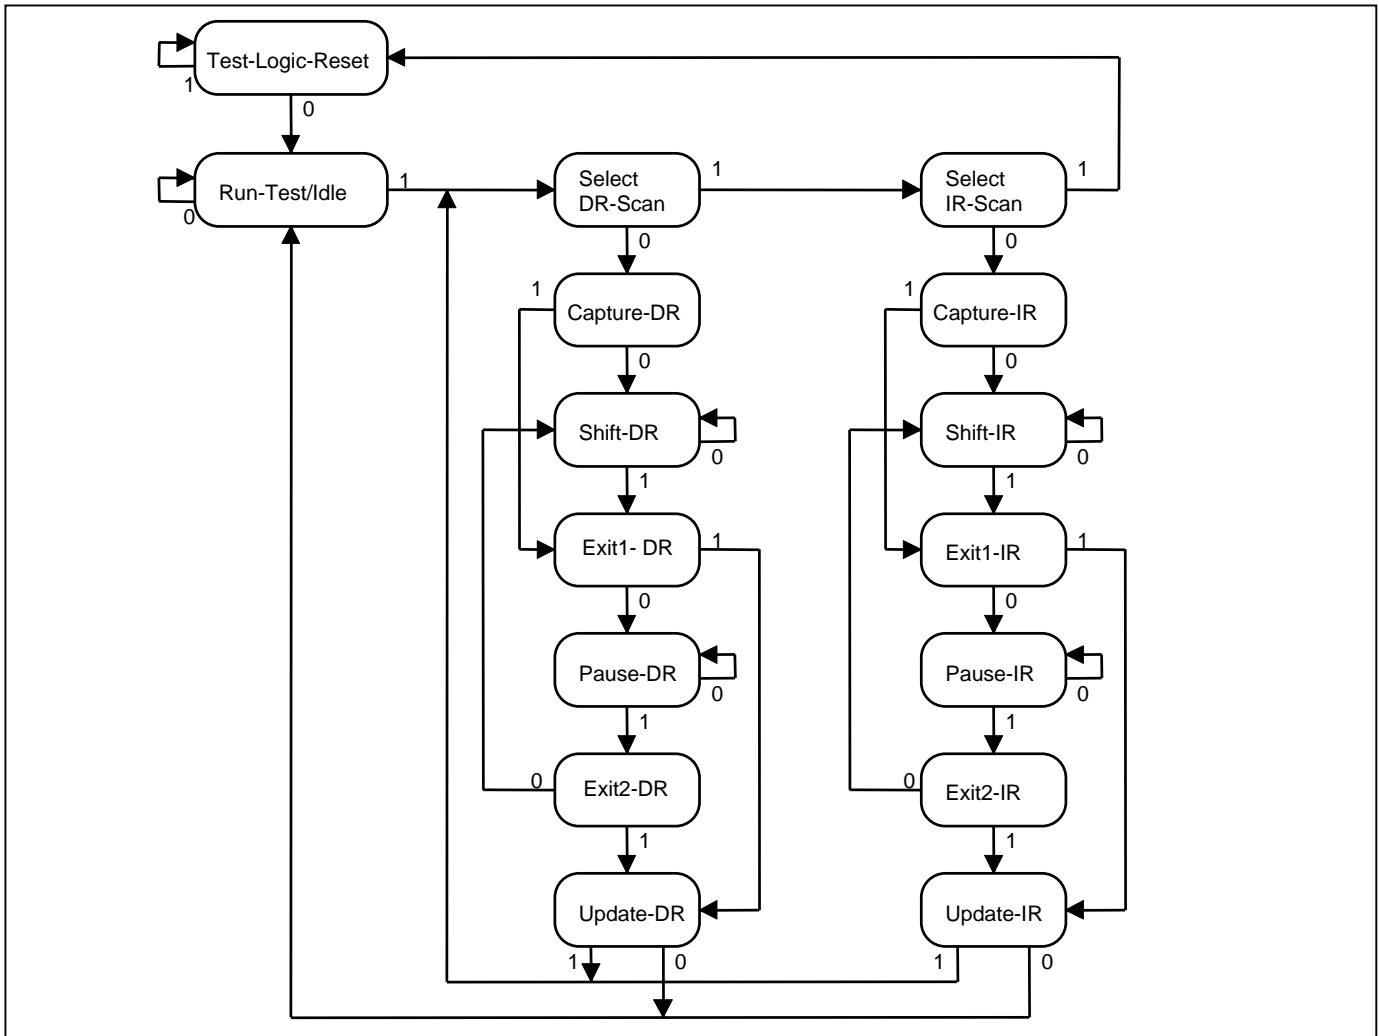 Test-Logic-Reset
1
0
Run-Test/Idle
1
0
Select
DR-Scan
1
0
Select
IR-Scan
1
0
1
Capture-DR
0
1
Capture-IR
0
Shift-DR
0
1
Shift-IR
0
1
Exit1- DR
1
0
Exit1-IR
1
0
Pause-DR
0
1
Pause-IR
0
1
0
Exit2-DR
1
0
Exit2-IR
1
Update-DR
1
0
Update-IR
1
0